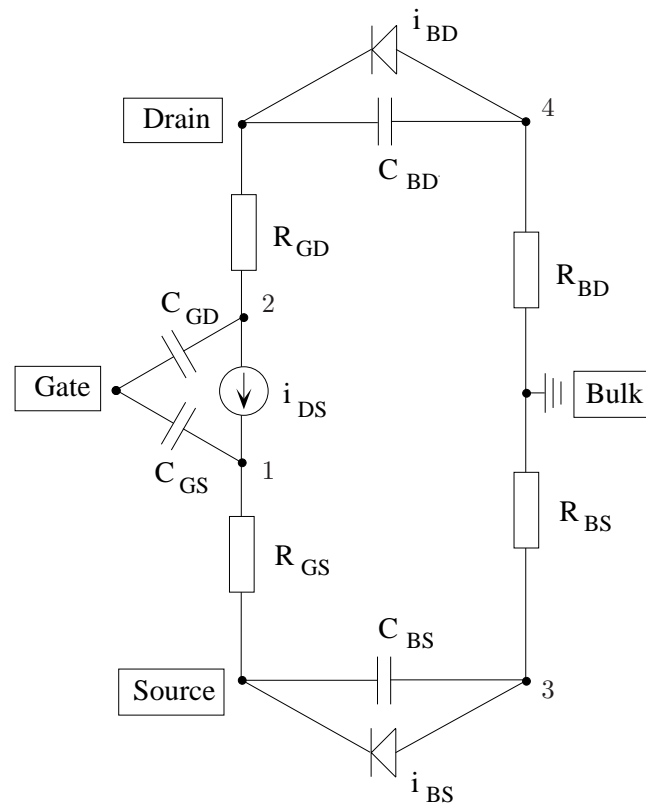 i BD
Drain
4
C BD
R GD
C GD
2
R BD
Gate
i DS
Bulk
C GS
1
R BS
R GS
C BS
Source
3
i BS